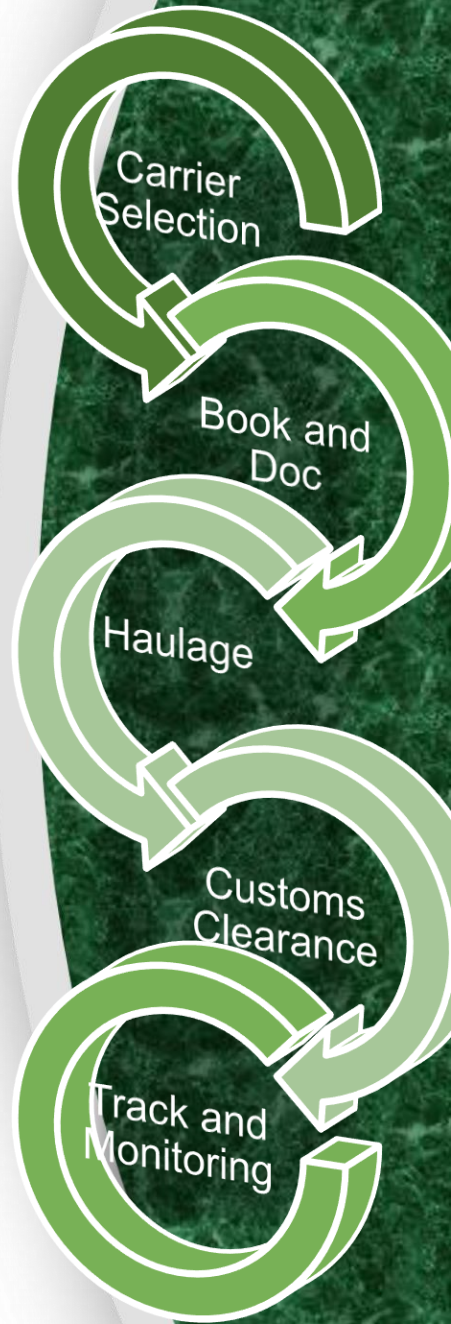 Carrier
Selection
Book and
Doc
Haulage
Customs
Clearance
Track and
Monitoring